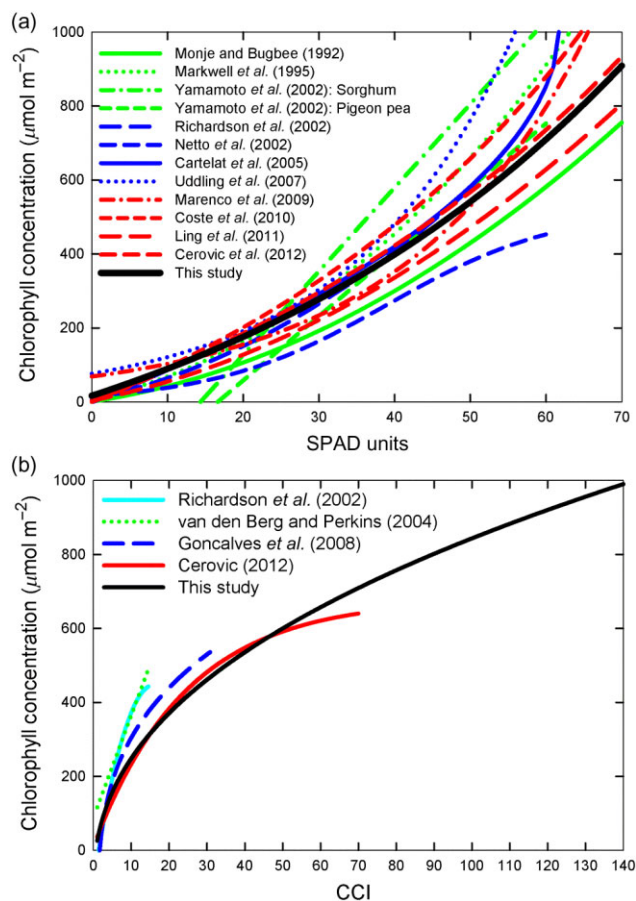 (a)
1000
800
600
400
200
0
Chlorophyll concentration (μmol m⁻²)
Monje and Bugbee (1992)
Markwell et al. (1995)
Yamamoto et al. (2002): Sorghum
Yamamoto et al. (2002): Pigeon pea
Richardson et al. (2002)
Netto et al. (2002)
Cartelat et al. (2005)
Uddling et al. (2007)
Marenco et al. (2009)
Coste et al. (2010)
Ling et al. (2011)
Cerovic et al. (2012)
This study
0 10 20 30 40 50 60 70
SPAD units
(b)
1000
800
600
400
200
0
Chlorophyll concentration (μmol m⁻²)
Richardson et al. (2002)
van den Berg and Perkins (2004)
Goncalves et al. (2008)
Cerovic (2012)
This study
0 10 20 30 40 50 60 70 80 90 100 110 120 130 140
CCI